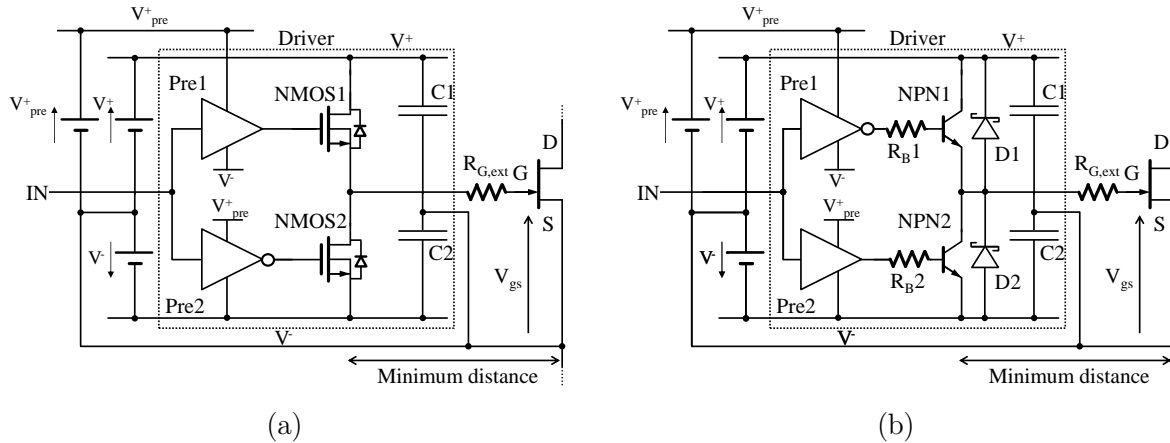 V+pre
Driver
V+
Pre1
NMOS1
C1
V+pre
V+
D
RG,ext
G
V-
IN
V+pre
NMOS2
S
C2
V-
Vgs
Pre2
V-
Minimum distance
(a)
V+pre
Driver
V+
Pre1
NPN1
C1
V+pre
V+
D
RB1
D1
RG,ext
G
V-
IN
V+pre
NPN2
S
C2
V-
Vgs
RB2
D2
Pre2
V-
Minimum distance
(b)